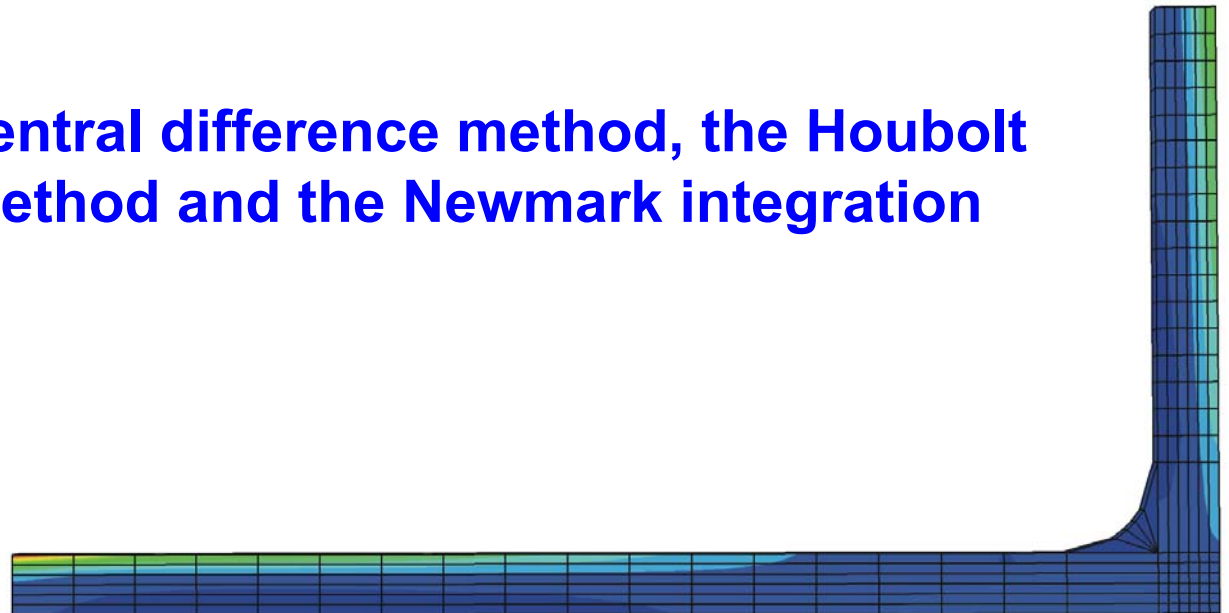 entral difference method, the Houbolt
ethod and the Newmark integration